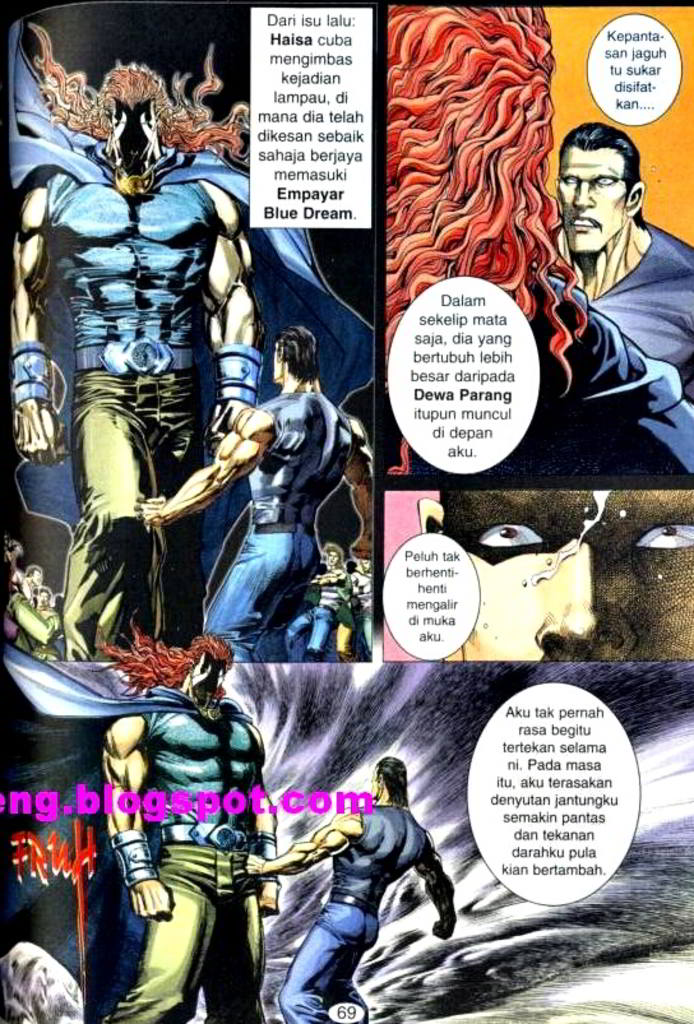 Dari isu lalu:
Haisa cuba
mengimbas
kejadian
lampau, di
mana dia telah
dikesan sebaik
sahaja berjaya
memasuki
Empayar
Blue Dream.
Kepanta-
san jaguh
tu sukar
disifat-
kan....
Dalam
sekelip mata
saja, dia yang
bertubuh lebih
besar daripada
Dewa Parang
itupun muncul
di depan
aku.
Peluh tak
berhenti-
henti
mengalir
di muka
aku.
Aku tak pernah
rasa begitu
tertekan selama
ni. Pada masa
itu, aku terasakan
denyutan jantungku
semakin pantas
dan tekanan
darahku pula
kian bertambah.
eng.blogspot.com
69